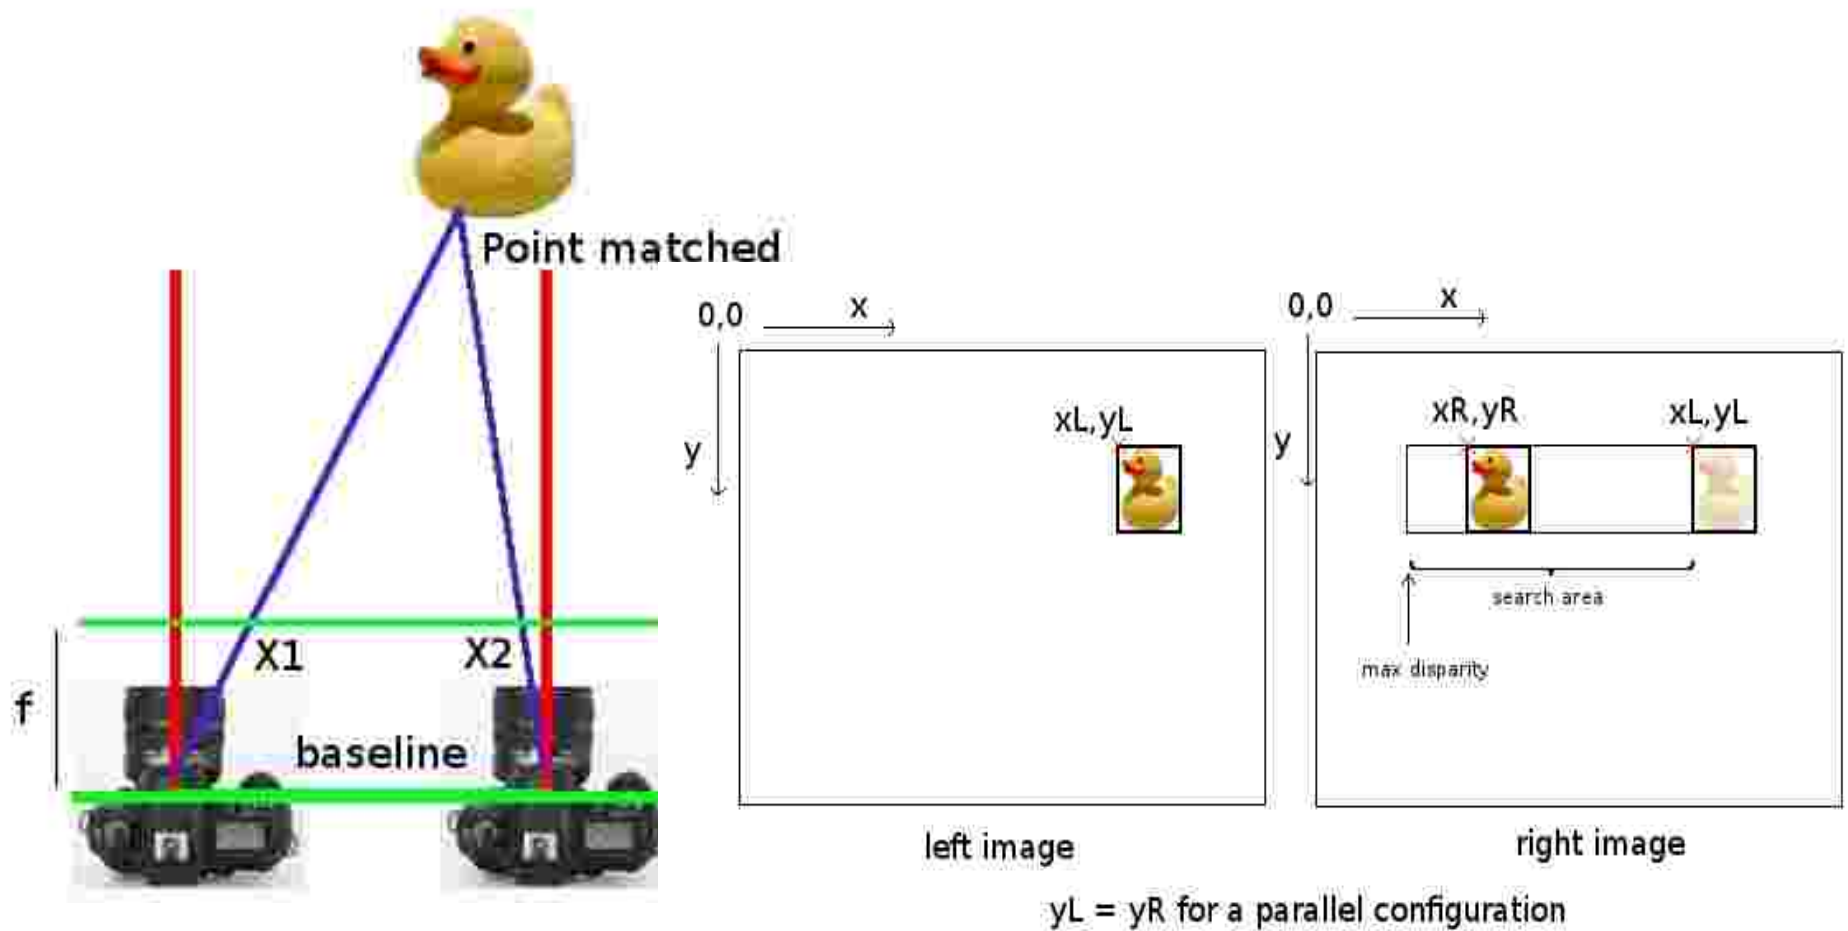 Point matched
X1
X2
f
baseline
0,0
x
y
xL,yL
left image
0,0
x
y
xR,yR
xL,yL
search area
max disparity
right image
yL = yR for a parallel configuration